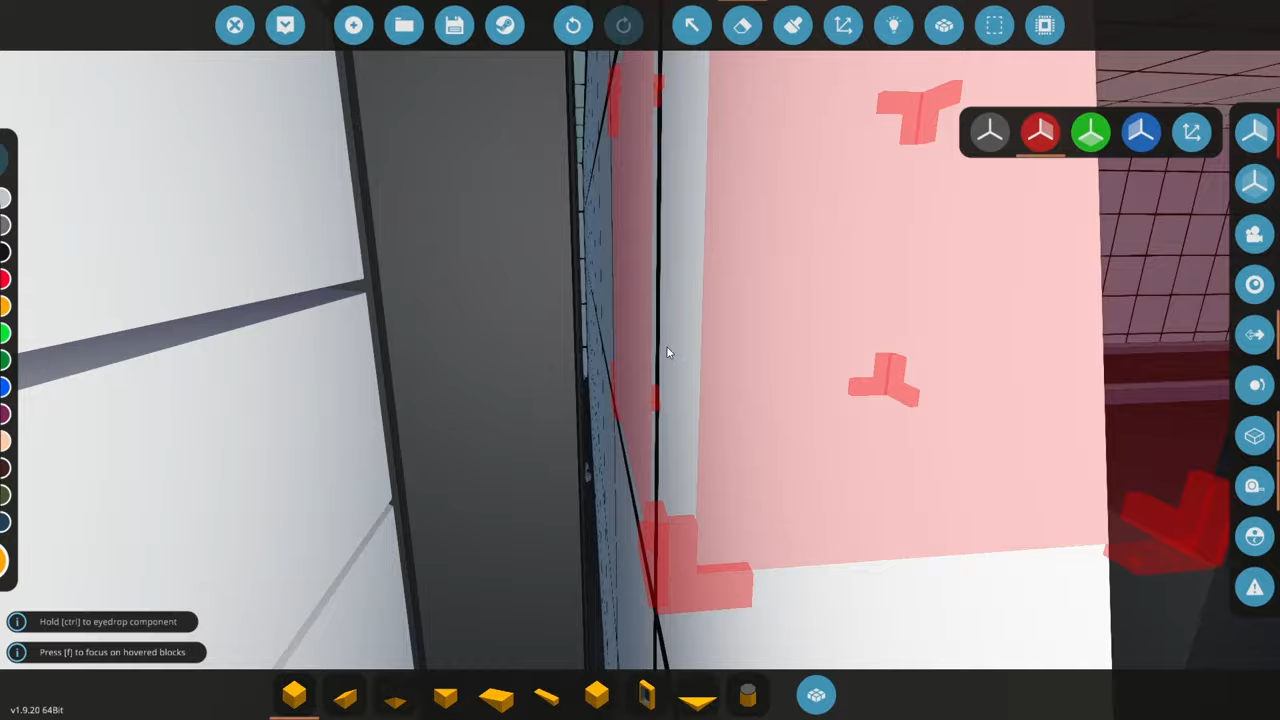 Hold [ctrl] to eyedrop component
Press [f] to focus on hovered blocks
v1.9.20 64Bit